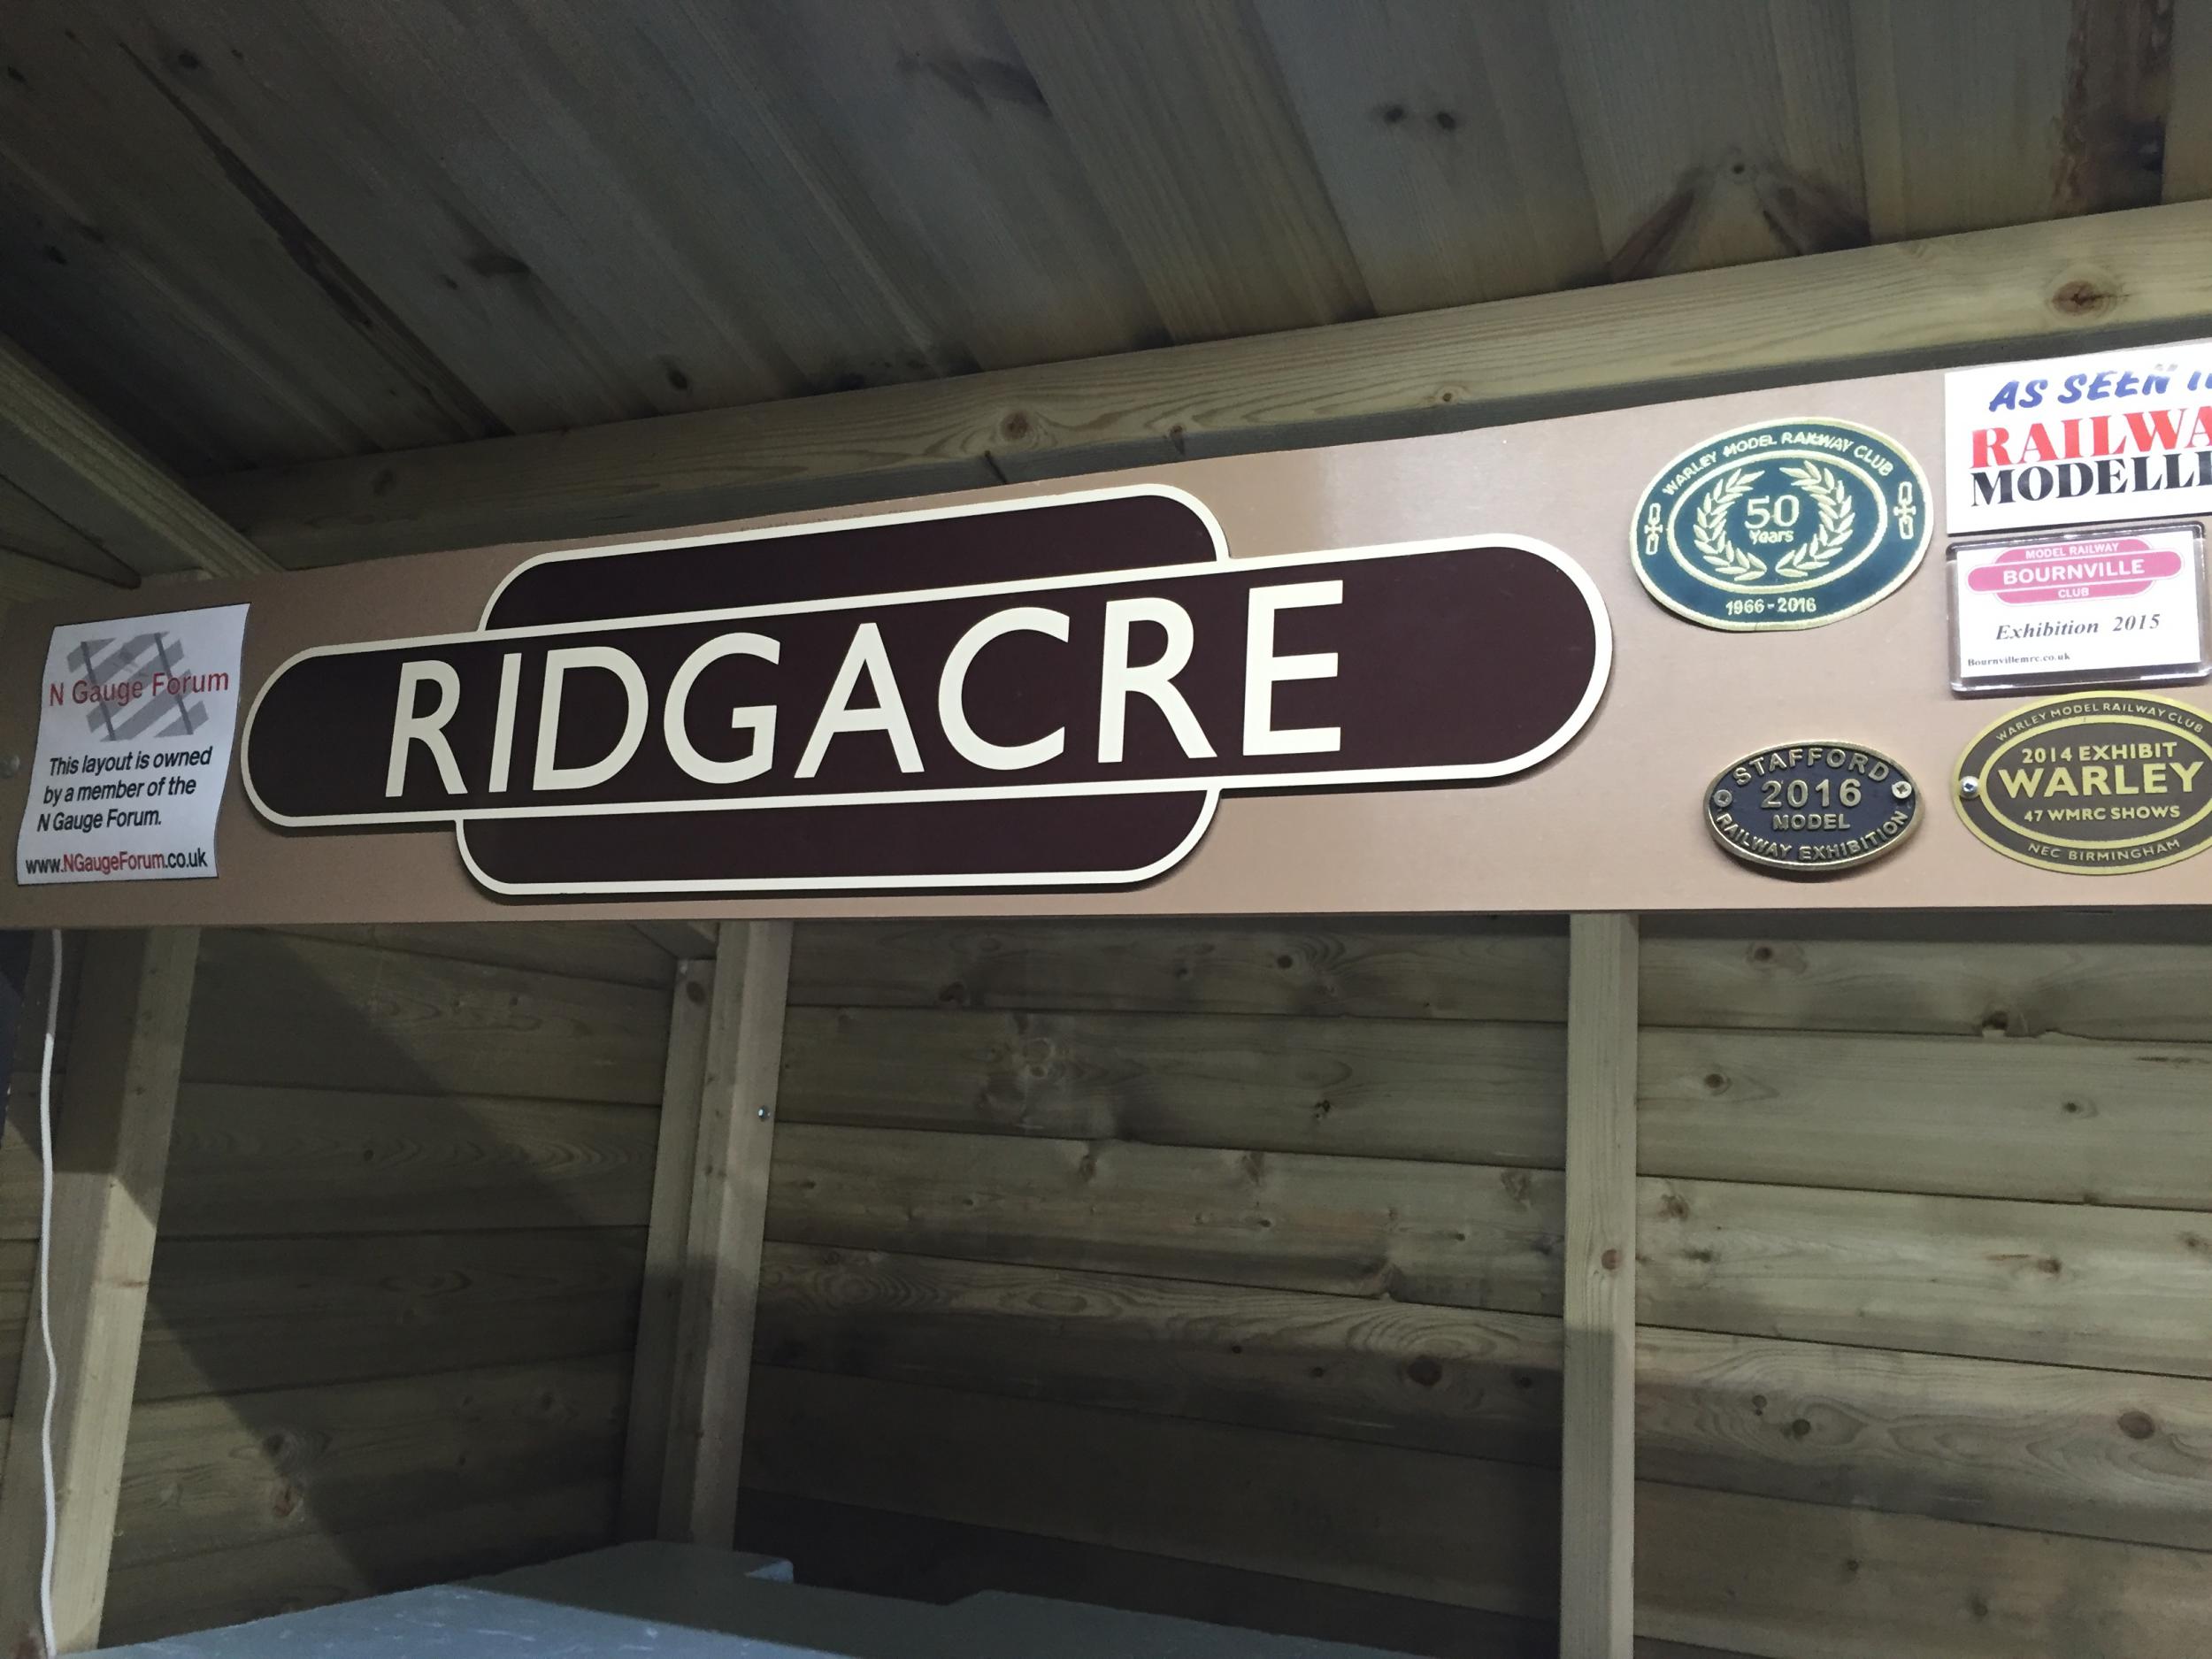 N Gauge Forum
This layout is owned
by a member of the
N Gauge Forum.
www.NGaugeForum.co.uk
RIDGACRE
WARLEY MODEL RAILWAY CLUB
50
Years
1966-2016
AS SEEN
RAILWA
MODELL
MODEL RAILWAY
BOURNVILLE
CLUB
Exhibition 2015
Bournvillemrc.co.uk
STAFFORD
2016
MODEL
RAILWAY EXHIBITION
WARLEY MODEL RAILWAY CLUB
2014 EXHIBIT
WARLEY
47 WMRC SHOWS
NEC BIRMINGHAM